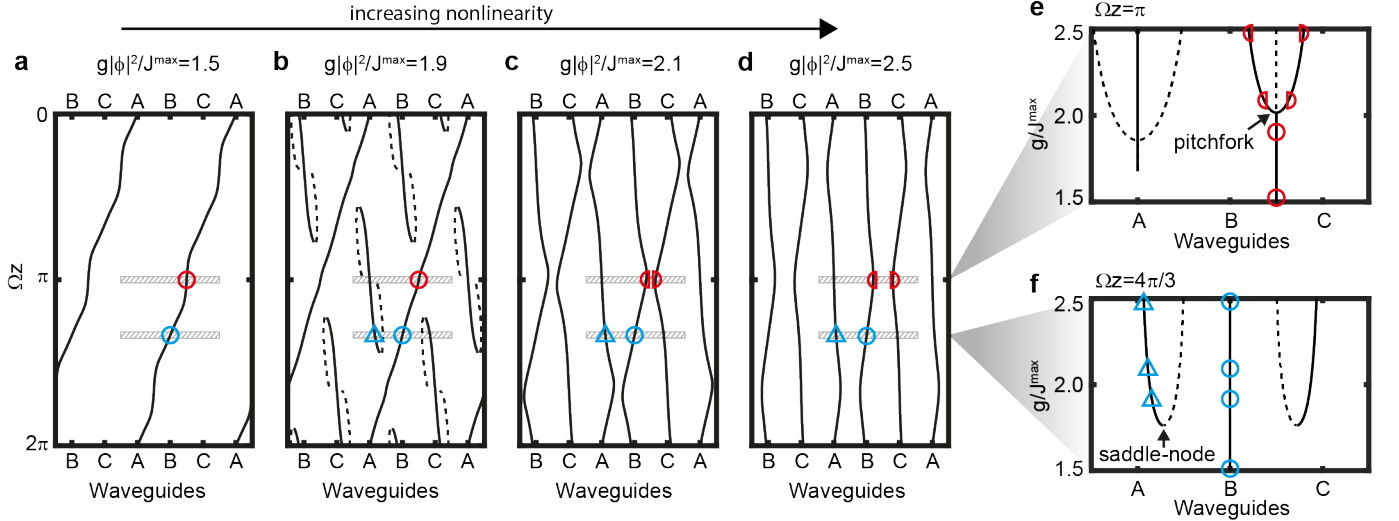 increasing nonlinearity
a g|ϕ|²/Jᵐᵃˣ=1.5
b g|ϕ|²/Jᵐᵃˣ=1.9
c g|ϕ|²/Jᵐᵃˣ=2.1
d g|ϕ|²/Jᵐᵃˣ=2.5
B C A B C A
B C A B C A
B C A B C A
B C A B C A
0
π
2π
Ωz
B C A B C A
B C A B C A
B C A B C A
B C A B C A
Waveguides
Waveguides
Waveguides
Waveguides
e Ωz=π
2.5
2.0
1.5
g/Jᵐᵃˣ
pitchfork
A B C
Waveguides
f Ωz=4π/3
2.5
2.0
1.5
g/Jᵐᵃˣ
saddle-node
A B C
Waveguides